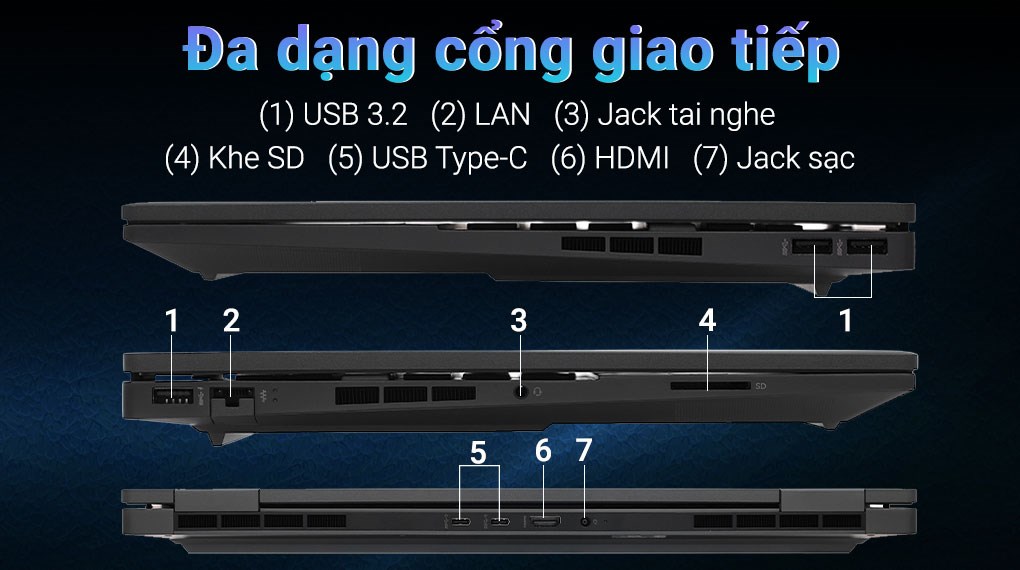 Đa dạng cổng giao tiếp
(1) USB 3.2 (2) LAN (3) Jack tai nghe
(4) Khe SD (5) USB Type-C (6) HDMI (7) Jack sạc
1 2 3 4 1
SD
5 6 7